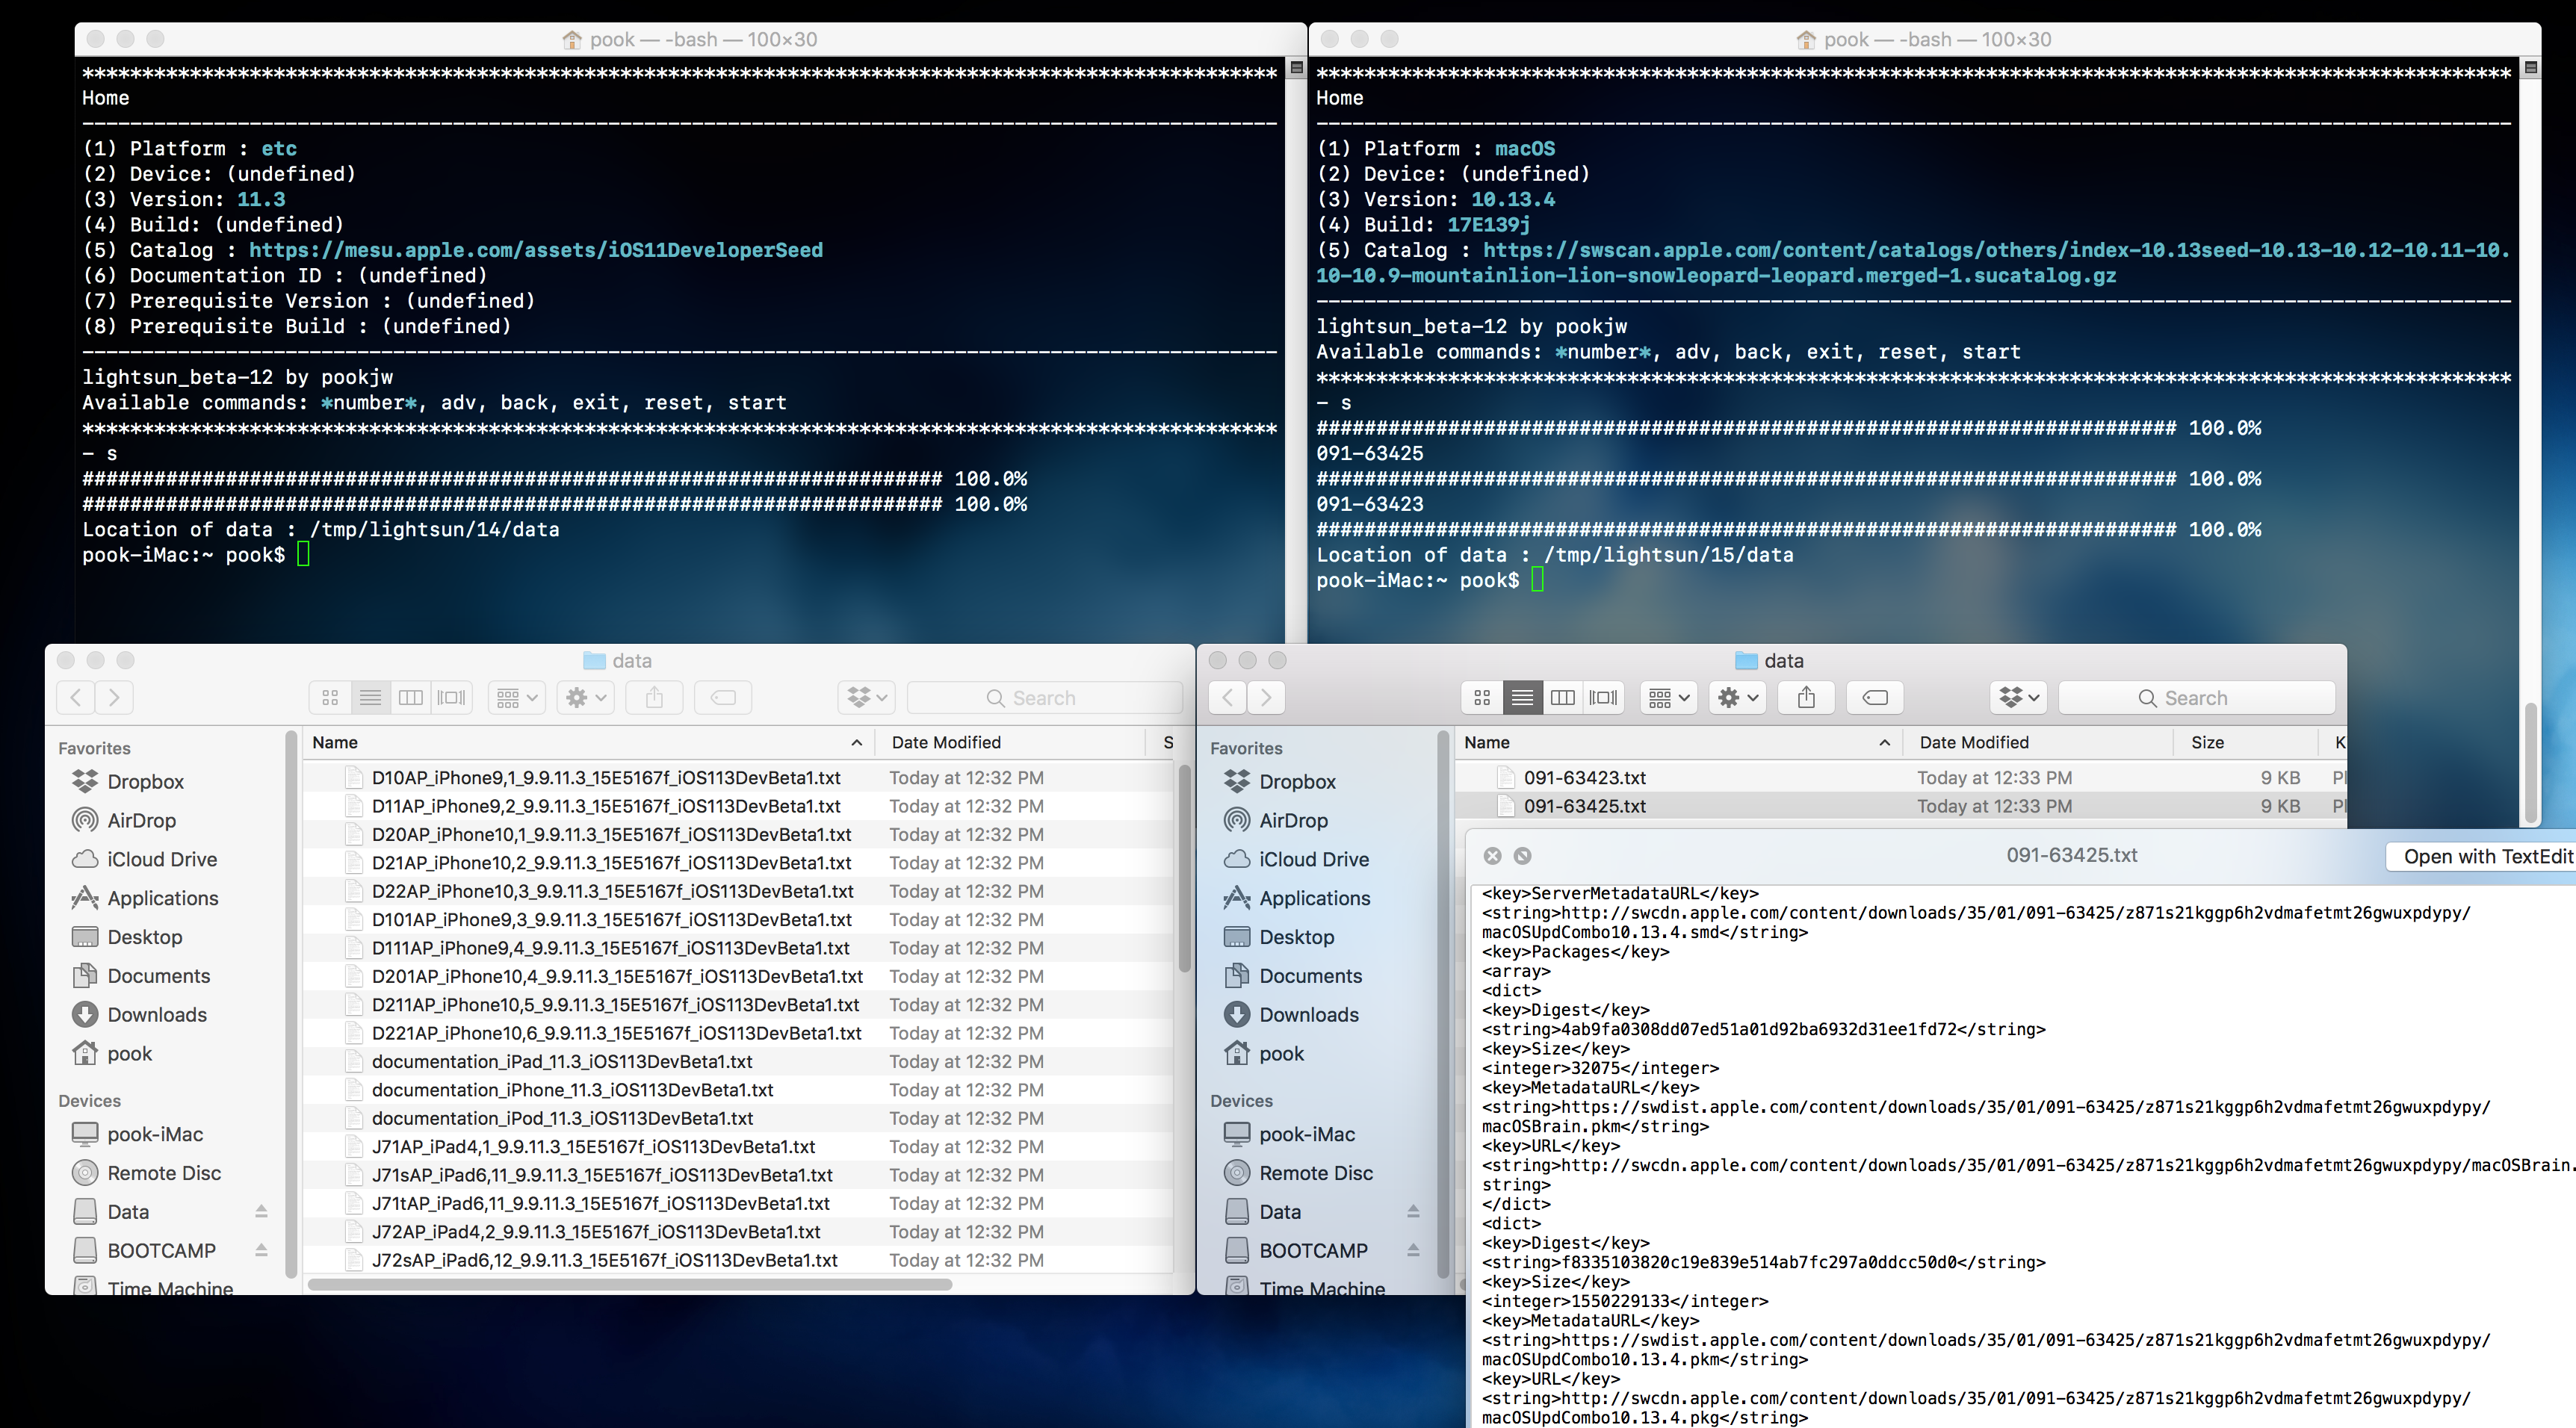 pook — -bash — 100×30
****************************************************************************************************
Home
----------------------------------------------------------------------------------------------------
(1) Platform : etc
(2) Device: (undefined)
(3) Version: 11.3
(4) Build: (undefined)
(5) Catalog : https://mesu.apple.com/assets/iOS11DeveloperSeed
(6) Documentation ID : (undefined)
(7) Prerequisite Version : (undefined)
(8) Prerequisite Build : (undefined)
----------------------------------------------------------------------------------------------------
lightsun_beta-12 by pookjw
Available commands: *number*, adv, back, exit, reset, start
****************************************************************************************************
- s
######################################################################## 100.0%
######################################################################## 100.0%
Location of data : /tmp/lightsun/14/data
pook-iMac:~ pook$
pook — -bash — 100×30
****************************************************************************************************
Home
----------------------------------------------------------------------------------------------------
(1) Platform : macOS
(2) Device: (undefined)
(3) Version: 10.13.4
(4) Build: 17E139j
(5) Catalog : https://swscan.apple.com/content/catalogs/others/index-10.13seed-10.13-10.12-10.11-10.
10-10.9-mountainlion-lion-snowleopard-leopard.merged-1.sucatalog.gz
----------------------------------------------------------------------------------------------------
lightsun_beta-12 by pookjw
Available commands: *number*, adv, back, exit, reset, start
****************************************************************************************************
- s
######################################################################## 100.0%
091-63425
######################################################################## 100.0%
091-63423
######################################################################## 100.0%
Location of data : /tmp/lightsun/15/data
pook-iMac:~ pook$
data
Search
Favorites
Dropbox
AirDrop
iCloud Drive
Applications
Desktop
Documents
Downloads
pook
Devices
pook-iMac
Remote Disc
Data
BOOTCAMP
Time Machine
Name Date Modified S
D10AP_iPhone9,1_9.9.11.3_15E5167f_iOS113DevBeta1.txt Today at 12:32 PM
D11AP_iPhone9,2_9.9.11.3_15E5167f_iOS113DevBeta1.txt Today at 12:32 PM
D20AP_iPhone10,1_9.9.11.3_15E5167f_iOS113DevBeta1.txt Today at 12:32 PM
D21AP_iPhone10,2_9.9.11.3_15E5167f_iOS113DevBeta1.txt Today at 12:32 PM
D22AP_iPhone10,3_9.9.11.3_15E5167f_iOS113DevBeta1.txt Today at 12:32 PM
D101AP_iPhone9,3_9.9.11.3_15E5167f_iOS113DevBeta1.txt Today at 12:32 PM
D111AP_iPhone9,4_9.9.11.3_15E5167f_iOS113DevBeta1.txt Today at 12:32 PM
D201AP_iPhone10,4_9.9.11.3_15E5167f_iOS113DevBeta1.txt Today at 12:32 PM
D211AP_iPhone10,5_9.9.11.3_15E5167f_iOS113DevBeta1.txt Today at 12:32 PM
D221AP_iPhone10,6_9.9.11.3_15E5167f_iOS113DevBeta1.txt Today at 12:32 PM
documentation_iPad_11.3_iOS113DevBeta1.txt Today at 12:32 PM
documentation_iPhone_11.3_iOS113DevBeta1.txt Today at 12:32 PM
documentation_iPod_11.3_iOS113DevBeta1.txt Today at 12:32 PM
J71AP_iPad4,1_9.9.11.3_15E5167f_iOS113DevBeta1.txt Today at 12:32 PM
J71sAP_iPad6,11_9.9.11.3_15E5167f_iOS113DevBeta1.txt Today at 12:32 PM
J71tAP_iPad6,11_9.9.11.3_15E5167f_iOS113DevBeta1.txt Today at 12:32 PM
J72AP_iPad4,2_9.9.11.3_15E5167f_iOS113DevBeta1.txt Today at 12:32 PM
J72sAP_iPad6,12_9.9.11.3_15E5167f_iOS113DevBeta1.txt Today at 12:32 PM
data
Search
Favorites
Dropbox
AirDrop
iCloud Drive
Applications
Desktop
Documents
Downloads
pook
Devices
pook-iMac
Remote Disc
Data
BOOTCAMP
Time Machine
Name Date Modified Size K
091-63423.txt Today at 12:33 PM 9 KB Pl
091-63425.txt Today at 12:33 PM 9 KB Pl
091-63425.txt
Open with TextEdit
<key>ServerMetadataURL</key>
<string>http://swcdn.apple.com/content/downloads/35/01/091-63425/z871s21kggp6h2vdmafetmt26gwuxpdypy/
macOSUpdCombo10.13.4.smd</string>
<key>Packages</key>
<array>
<dict>
<key>Digest</key>
<string>4ab9fa0308dd07ed51a01d92ba6932d31ee1fd72</string>
<key>Size</key>
<integer>32075</integer>
<key>MetadataURL</key>
<string>https://swdist.apple.com/content/downloads/35/01/091-63425/z871s21kggp6h2vdmafetmt26gwuxpdypy/
macOSBrain.pkm</string>
<key>URL</key>
<string>http://swcdn.apple.com/content/downloads/35/01/091-63425/z871s21kggp6h2vdmafetmt26gwuxpdypy/macOSBrain.
string>
</dict>
<dict>
<key>Digest</key>
<string>f8335103820c19e839e514ab7fc297a0ddcc50d0</string>
<key>Size</key>
<integer>1550229133</integer>
<key>MetadataURL</key>
<string>https://swdist.apple.com/content/downloads/35/01/091-63425/z871s21kggp6h2vdmafetmt26gwuxpdypy/
macOSUpdCombo10.13.4.pkm</string>
<key>URL</key>
<string>http://swcdn.apple.com/content/downloads/35/01/091-63425/z871s21kggp6h2vdmafetmt26gwuxpdypy/
macOSUpdCombo10.13.4.pkg</string>